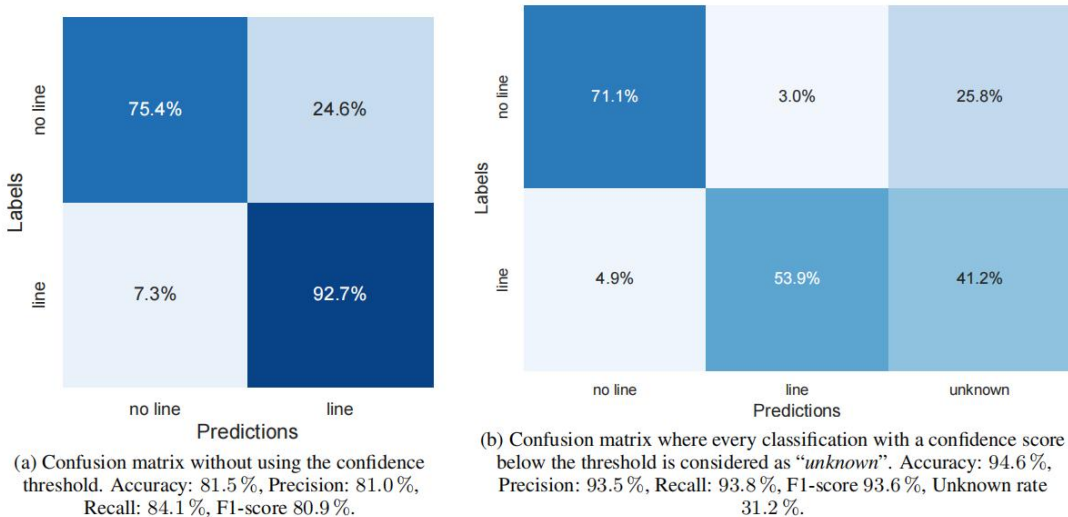 no line
75.4%
24.6%
Labels
line
7.3%
92.7%
no line
line
Predictions
(a) Confusion matrix without using the confidence
threshold. Accuracy: 81.5 %, Precision: 81.0 %,
Recall: 84.1 %, F1-score 80.9 %.
no line
71.1%
3.0%
25.8%
Labels
line
4.9%
53.9%
41.2%
no line
line
unknown
Predictions
(b) Confusion matrix where every classification with a confidence score
below the threshold is considered as “unknown”. Accuracy: 94.6 %,
Precision: 93.5 %, Recall: 93.8 %, F1-score 93.6 %, Unknown rate
31.2 %.